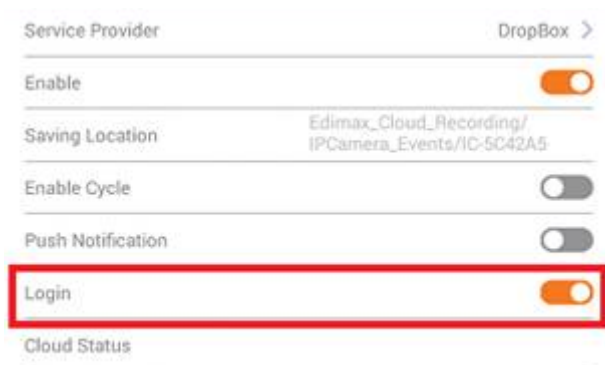 Service Provider DropBox >
Enable
Edimax_Cloud_Recording/
Saving Location IPCamera_Events/IC-5C42A5
Enable Cycle
Push Notification
Login
Cloud Status